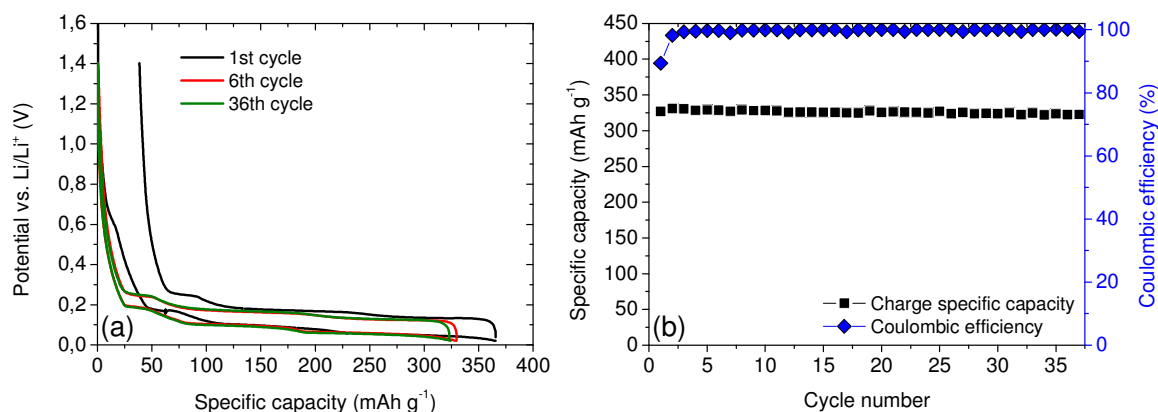 1,6
1,4
1,2
1,0
0,8
0,6
0,4
0,2
0,0
Potential vs. Li/Li⁺ (V)
1st cycle
6th cycle
36th cycle
(a)
0 50 100 150 200 250 300 350 400
Specific capacity (mAh g⁻¹)
450
400
350
300
250
200
150
100
50
0
Specific capacity (mAh g⁻¹)
Charge specific capacity
Coulombic efficiency
(b)
0 5 10 15 20 25 30 35
Cycle number
100
80
60
40
20
0
Coulombic efficiency (%)